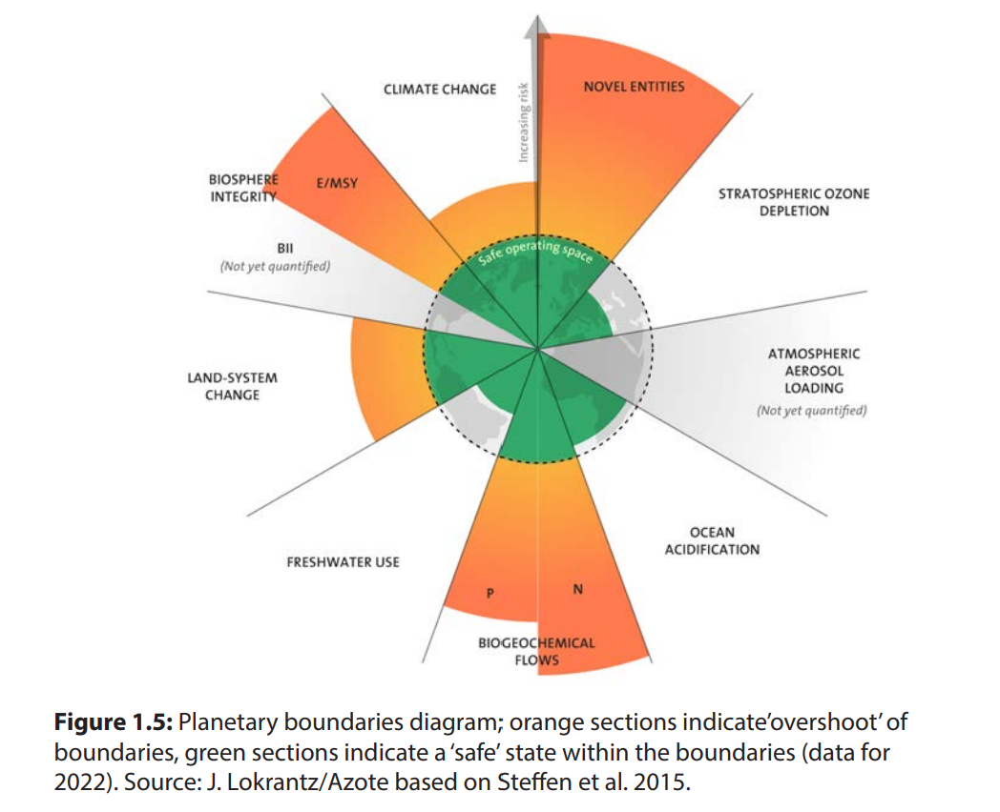 CLIMATE CHANGE
NOVEL ENTITIES
Increasing risk
BIOSPHERE
INTEGRITY
E/MSY
STRATOSPHERIC OZONE
DEPLETION
BII
(Not yet quantified)
Safe operating space
ATMOSPHERIC
AEROSOL
LOADING
(Not yet quantified)
LAND-SYSTEM
CHANGE
OCEAN
ACIDIFICATION
FRESHWATER USE
P
N
BIOGEOCHEMICAL
FLOWS
Figure 1.5: Planetary boundaries diagram; orange sections indicate’overshoot’ of
boundaries, green sections indicate a ‘safe’ state within the boundaries (data for
2022). Source: J. Lokrantz/Azote based on Steffen et al. 2015.